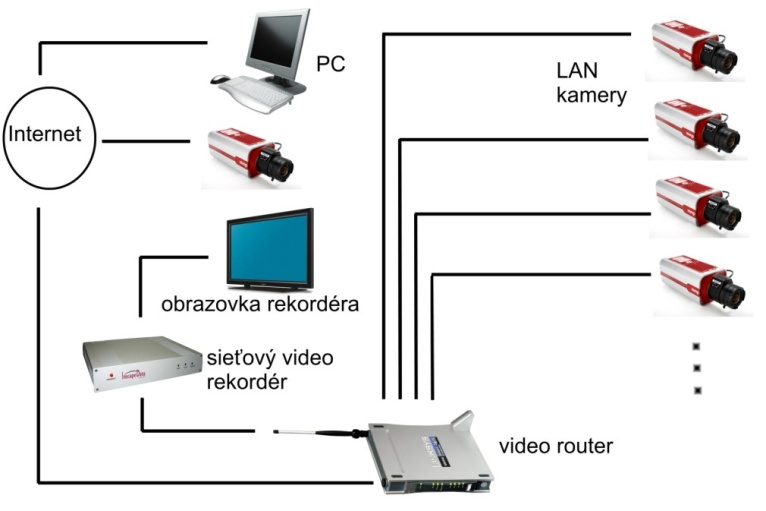 PC
LAN
kamery
Internet
obrazovka rekordéra
sieťový video
rekordér
video router